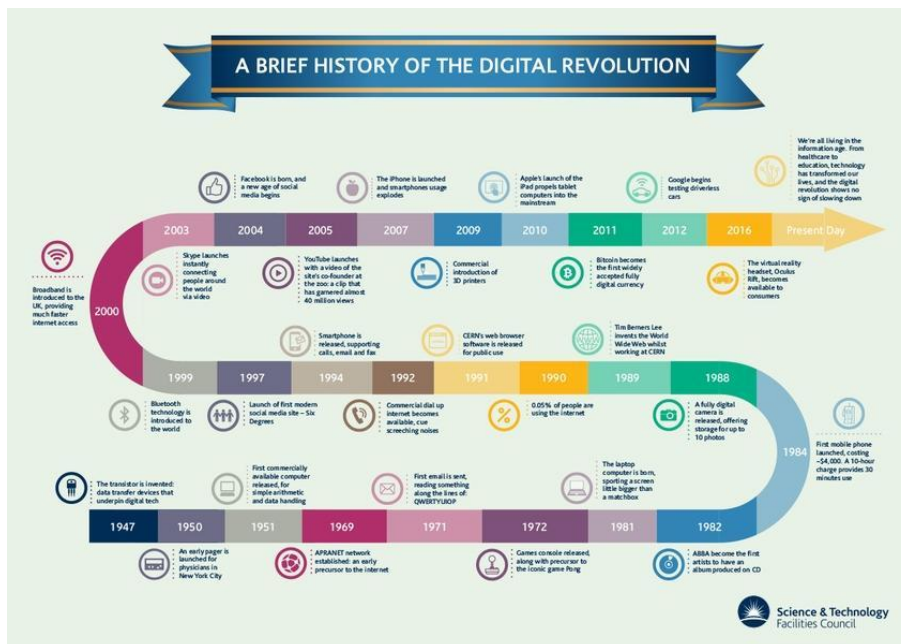 A BRIEF HISTORY OF THE DIGITAL REVOLUTION
We're all living in the
information age. From
healthcare to
education, technology
has transformed our
lives, and the digital
revolution shows no
sign of slowing down
Facebook is born, and
a new age of social
media begins
The iPhone is launched
and smartphones usage
explodes
Apple's launch of the
iPad propels tablet
computers into the
mainstream
Google begins
testing driverless
cars
2003
2004
2005
2007
2009
2010
2011
2012
2016
Present Day
Skype launches
instantly
connecting
people around
the world
via video
YouTube launches
with a video of the
site's co-founder at
the zoo: a clip that
has garnered almost
40 million views
Commercial
introduction of
3D printers
Bitcoin becomes
the first widely
accepted fully
digital currency
The virtual reality
headset, Oculus
Rift, becomes
available to
consumers
Broadband is
introduced to the
UK, providing
much faster
internet access
2000
Smartphone is
released, supporting
calls, email and fax
CERN's web browser
software is released
for public use
Tim Berners Lee
invents the World
Wide Web whilst
working at CERN
1999
1997
1994
1992
1991
1990
1989
1988
Bluetooth
technology is
introduced to
the world
Launch of first modern
social media site – Six
Degrees
Commercial dial up
internet becomes
available, cue
screeching noises
0.05% of people are
using the internet
A fully digital
camera is
released, offering
storage for up to
10 photos
1984
First mobile phone
launched, costing
~$4,000. A 10-hour
charge provides 30
minutes use
The transistor is invented:
data transfer devices that
underpin digital tech
First commercially
available computer
released, for
simple arithmetic
and data handling
First email is sent,
reading something
along the lines of:
QWERTYUIOP
The laptop
computer is born,
sporting a screen
little bigger than
a matchbox
1947
1950
1951
1969
1971
1972
1981
1982
An early pager is
launched for
physicians in
New York City
APRANET network
established: an early
precursor to the internet
Games console released,
along with precursor to
the iconic game Pong
ABBA become the first
artists to have an
album produced on CD
Science & Technology
Facilities Council